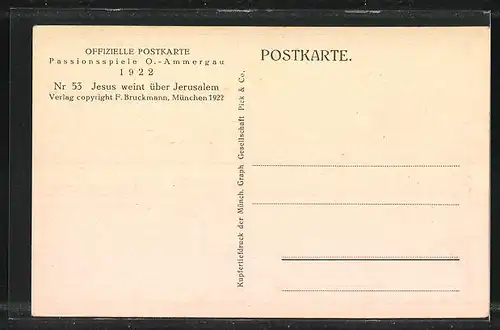 OFFIZIELLE POSTKARTE
Passionsspiele O.-Ammergau
1922
Nr 53 Jesus weint über Jerusalem
Verlag copyright F. Bruckmann, München 1922
Kupfertiefdruck der Münch. Graph Gesellschaft Pick & Co.
POSTKARTE.